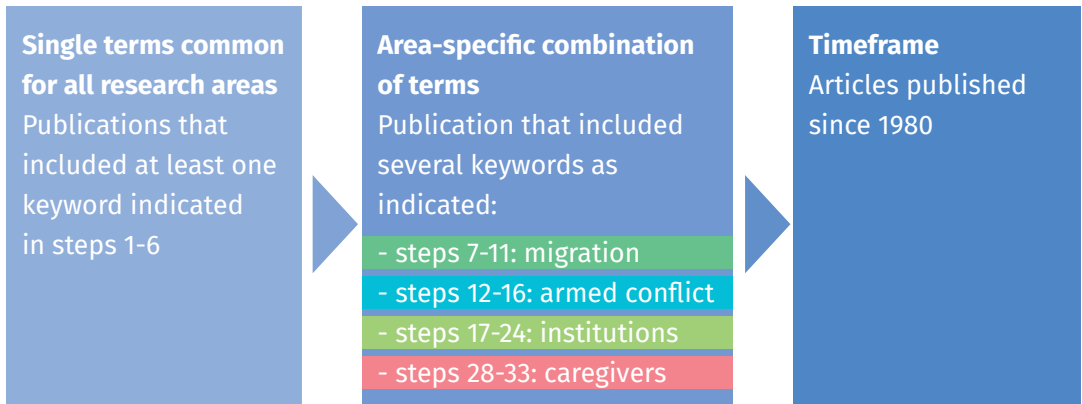 Single terms common
for all research areas
Publications that
included at least one
keyword indicated
in steps 1-6
Area-specific combination
of terms
Publication that included
several keywords as
indicated:
- steps 7-11: migration
- steps 12-16: armed conflict
- steps 17-24: institutions
- steps 28-33: caregivers
Timeframe
Articles published
since 1980